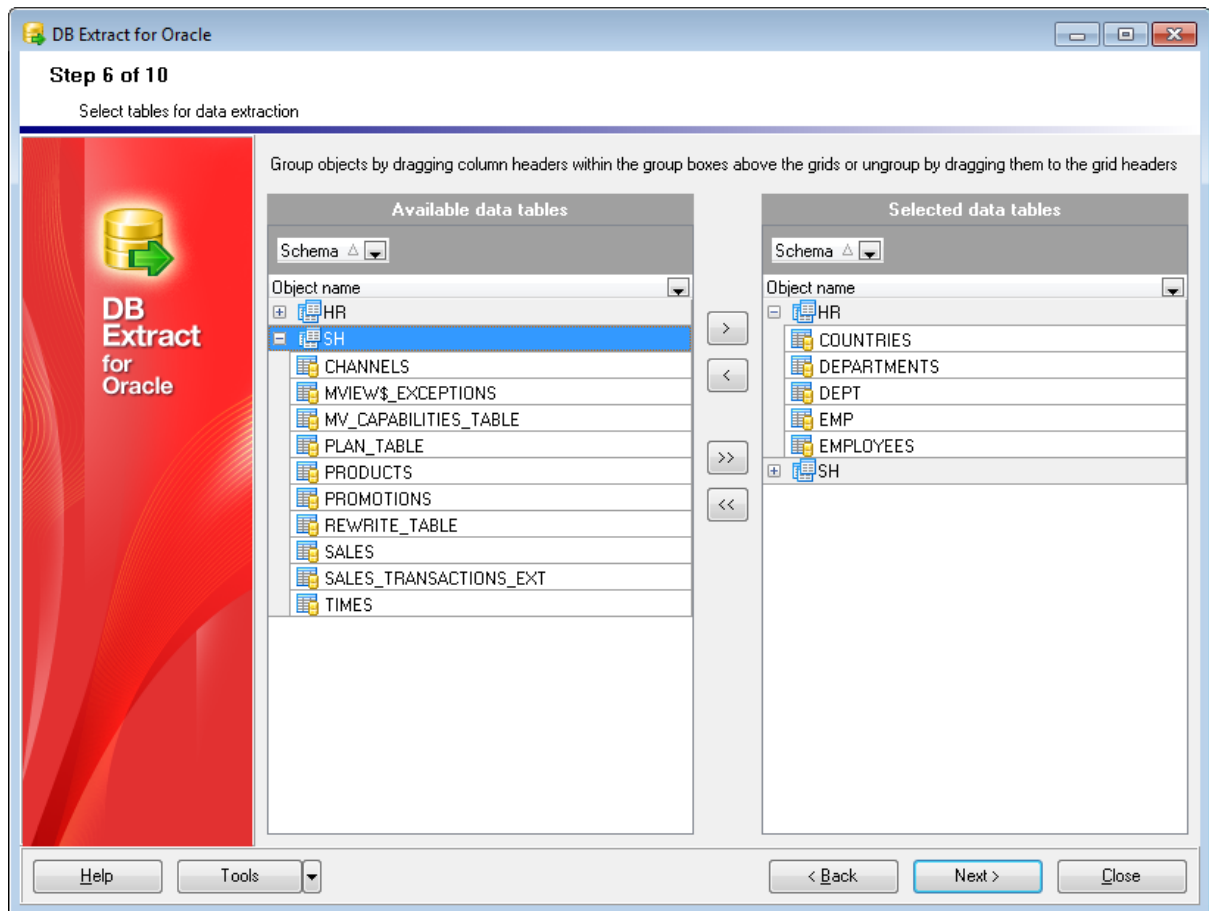 DB Extract for Oracle
Step 6 of 10
Select tables for data extraction
Group objects by dragging column headers within the group boxes above the grids or ungroup by dragging them to the grid headers
DB
Extract
for
Oracle
Available data tables
Schema
Object name
HR
SH
CHANNELS
MVIEW$_EXCEPTIONS
MV_CAPABILITIES_TABLE
PLAN_TABLE
PRODUCTS
PROMOTIONS
REWRITE_TABLE
SALES
SALES_TRANSACTIONS_EXT
TIMES
>
<
>>
<<
Selected data tables
Schema
Object name
HR
COUNTRIES
DEPARTMENTS
DEPT
EMP
EMPLOYEES
SH
Help
Tools
< Back
Next >
Close